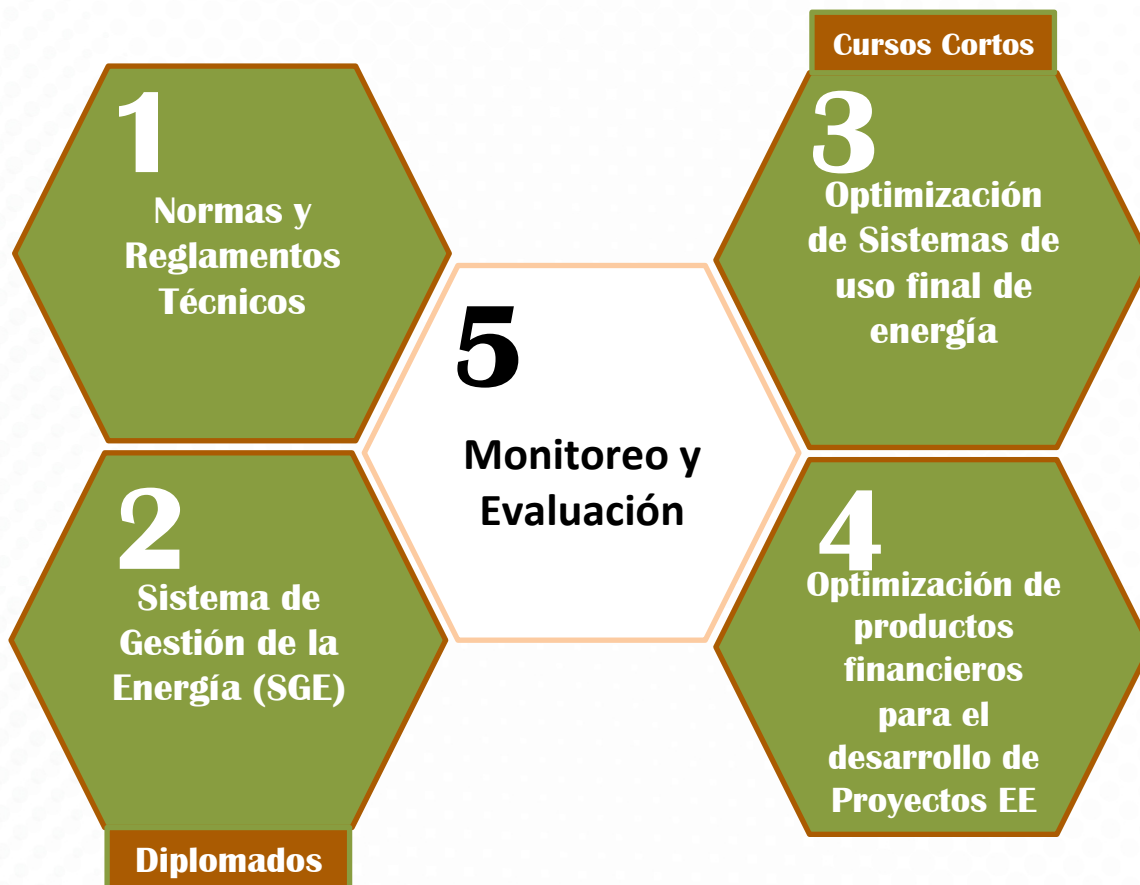 1
Normas y
Reglamentos
Técnicos
2
Sistema de
Gestión de la
Energía (SGE)
Diplomados
5
Monitoreo y
Evaluación
Cursos Cortos
3
Optimización
de Sistemas de
uso final de
energía
4
Optimización de
productos
financieros
para el
desarrollo de
Proyectos EE